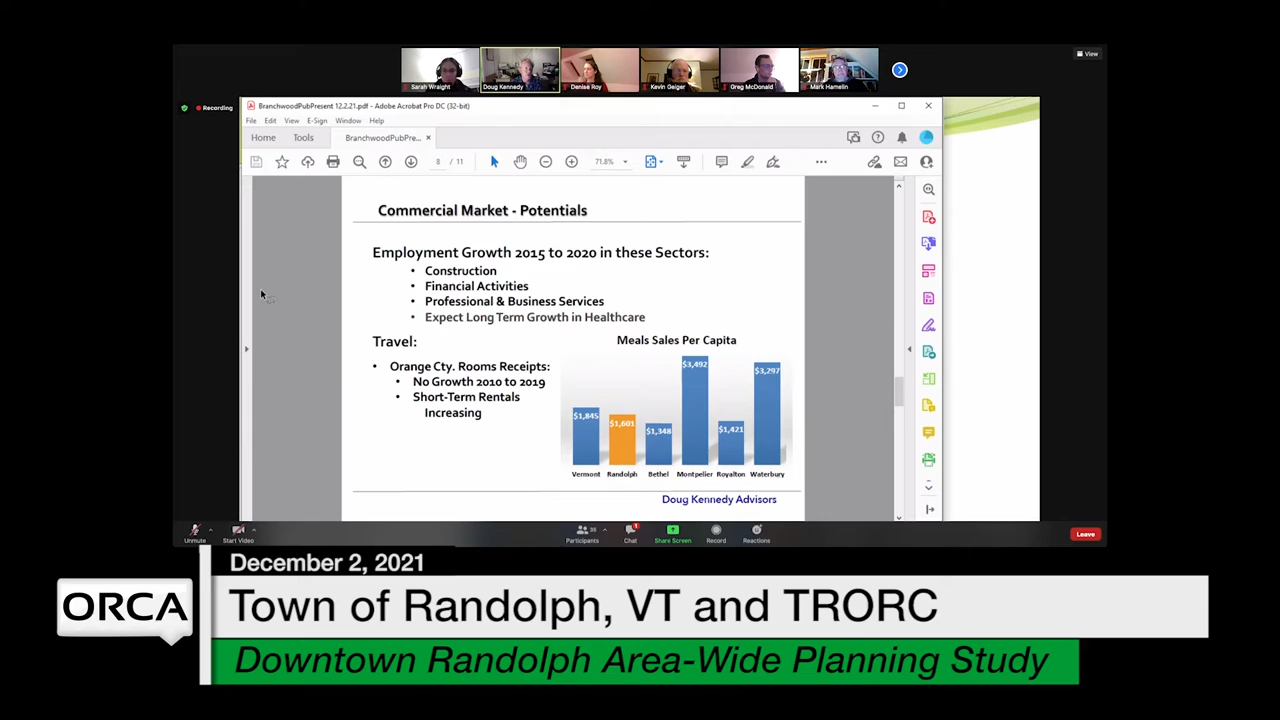 View
Sarah Wraight
Doug Kennedy
Denise Roy
Kevin Geiger
Greg McDonald
Mark Hamelin
Recording
BranchwoodPubPresent 12.2.21.pdf - Adobe Acrobat Pro DC (32-bit)
File Edit View E-Sign Window Help
Home Tools BranchwoodPubPre... ×
8 / 11 71.8%
Commercial Market - Potentials
Employment Growth 2015 to 2020 in these Sectors:
• Construction
• Financial Activities
• Professional & Business Services
• Expect Long Term Growth in Healthcare
Travel:
• Orange Cty. Rooms Receipts:
• No Growth 2010 to 2019
• Short-Term Rentals
Increasing
Meals Sales Per Capita
$1,845 $1,601 $1,348 $3,492 $1,421 $3,297
Vermont Randolph Bethel Montpelier Royalton Waterbury
Doug Kennedy Advisors
Unmute Start Video Participants 35 Chat 1 Share Screen Record Reactions Leave
December 2, 2021
ORCA
Town of Randolph, VT and TRORC
Downtown Randolph Area-Wide Planning Study